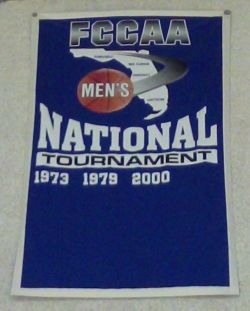 FCCAA
MEN'S
NATIONAL
TOURNAMENT
1973 1979 2000